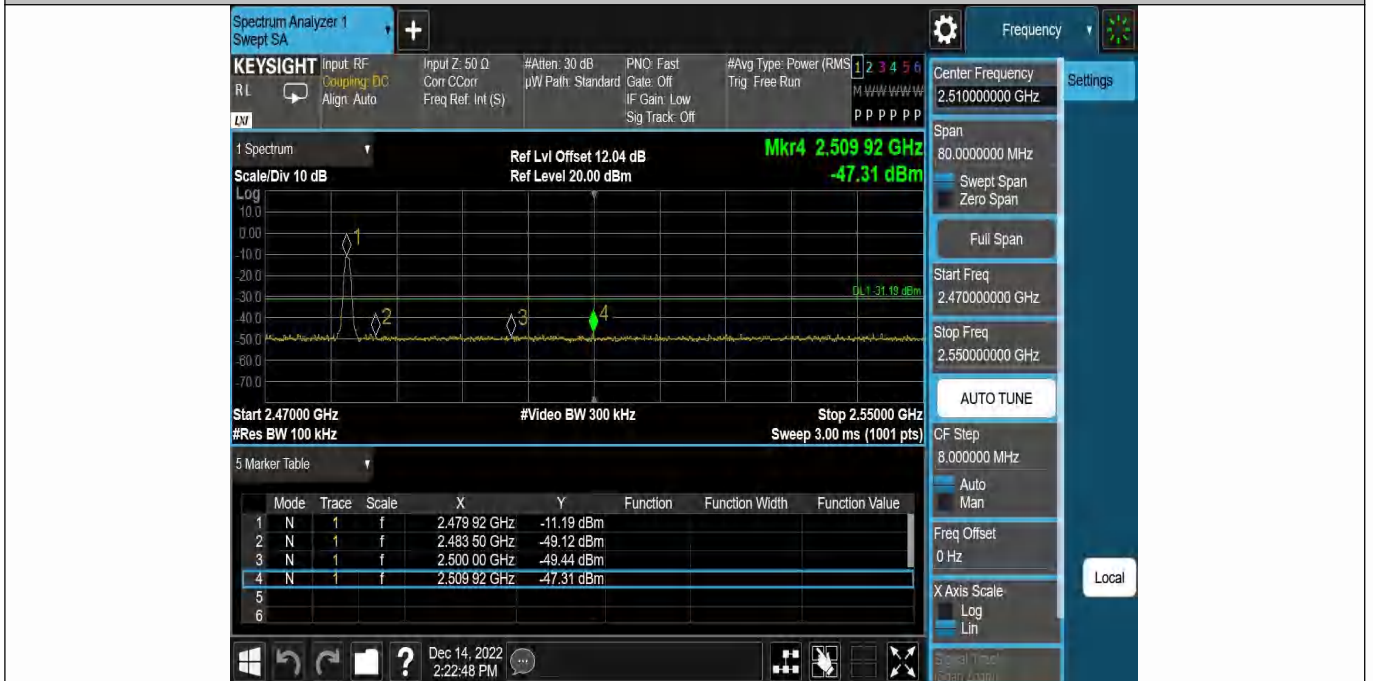 Spectrum Analyzer 1
Swept SA
+
Frequency
KEYSIGHT
RL
LXI
Input: RF
Coupling: DC
Align: Auto
Input Z: 50 Ω
Corr CCorr
Freq Ref: Int (S)
#Atten: 30 dB
µW Path: Standard
PNO: Fast
Gate: Off
IF Gain: Low
Sig Track: Off
#Avg Type: Power (RMS
Trig: Free Run
1 2 3 4 5 6
M W W W W W
P P P P P P
1 Spectrum
Scale/Div 10 dB
Ref Lvl Offset 12.04 dB
Ref Level 20.00 dBm
Mkr4 2.509 92 GHz
-47.31 dBm
Log
10.0
0.00
-10.0
-20.0
-30.0
-40.0
-50.0
-60.0
-70.0
1
2
3
4
DL1 -31.19 dBm
Start 2.47000 GHz
#Res BW 100 kHz
#Video BW 300 kHz
Stop 2.55000 GHz
Sweep 3.00 ms (1001 pts)
5 Marker Table
Mode Trace Scale X Y Function Function Width Function Value
1 N 1 f 2.479 92 GHz -11.19 dBm
2 N 1 f 2.483 50 GHz -49.12 dBm
3 N 1 f 2.500 00 GHz -49.44 dBm
4 N 1 f 2.509 92 GHz -47.31 dBm
5
6
Dec 14, 2022
2:22:48 PM
Center Frequency
2.510000000 GHz
Settings
Span
80.0000000 MHz
Swept Span
Zero Span
Full Span
Start Freq
2.470000000 GHz
Stop Freq
2.550000000 GHz
AUTO TUNE
CF Step
8.000000 MHz
Auto
Man
Freq Offset
0 Hz
X Axis Scale
Log
Lin
Local
Signal Track
(Span Zoom)